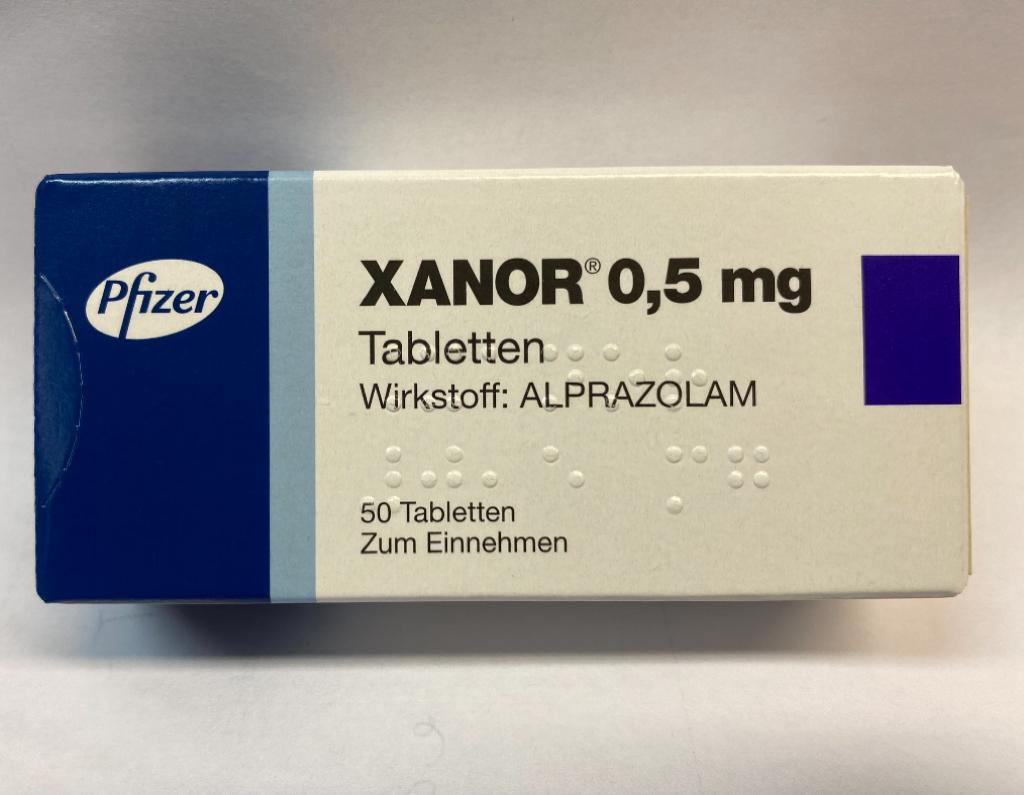 Pfizer
XANOR® 0,5 mg
Tabletten
Wirkstoff: ALPRAZOLAM
50 Tabletten
Zum Einnehmen